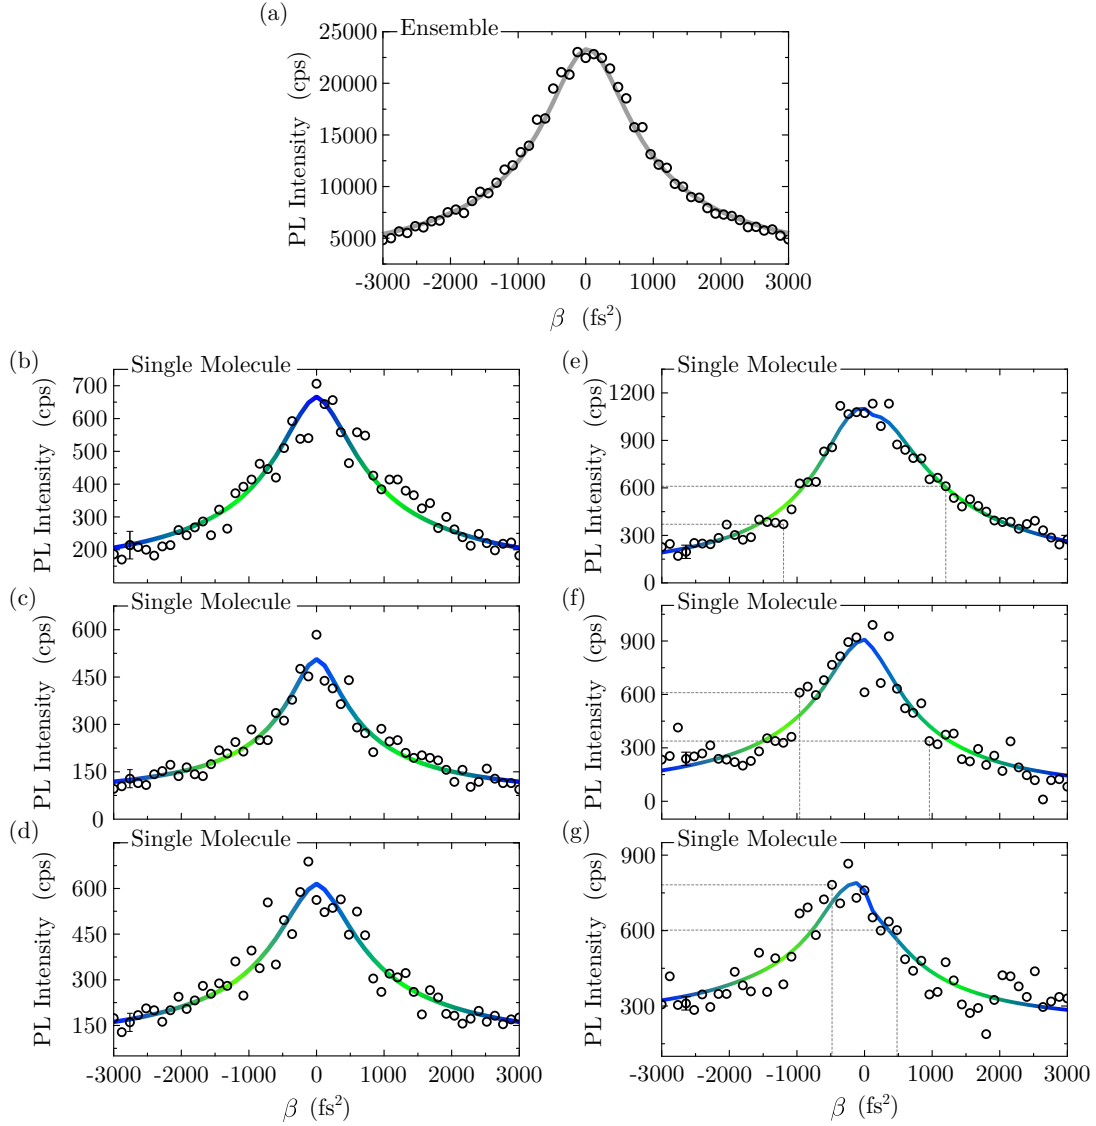 (a)
Ensemble
PL Intensity (cps)
25000
20000
15000
10000
5000
-3000 -2000 -1000 0 1000 2000 3000
β (fs²)
(b)
Single Molecule
PL Intensity (cps)
700
600
500
400
300
200
(c)
Single Molecule
PL Intensity (cps)
600
450
300
150
0
(d)
Single Molecule
PL Intensity (cps)
600
450
300
150
-3000 -2000 -1000 0 1000 2000 3000
β (fs²)
(e)
Single Molecule
PL Intensity (cps)
1200
900
600
300
0
(f)
Single Molecule
PL Intensity (cps)
900
600
300
0
(g)
Single Molecule
PL Intensity (cps)
900
600
300
-3000 -2000 -1000 0 1000 2000 3000
β (fs²)